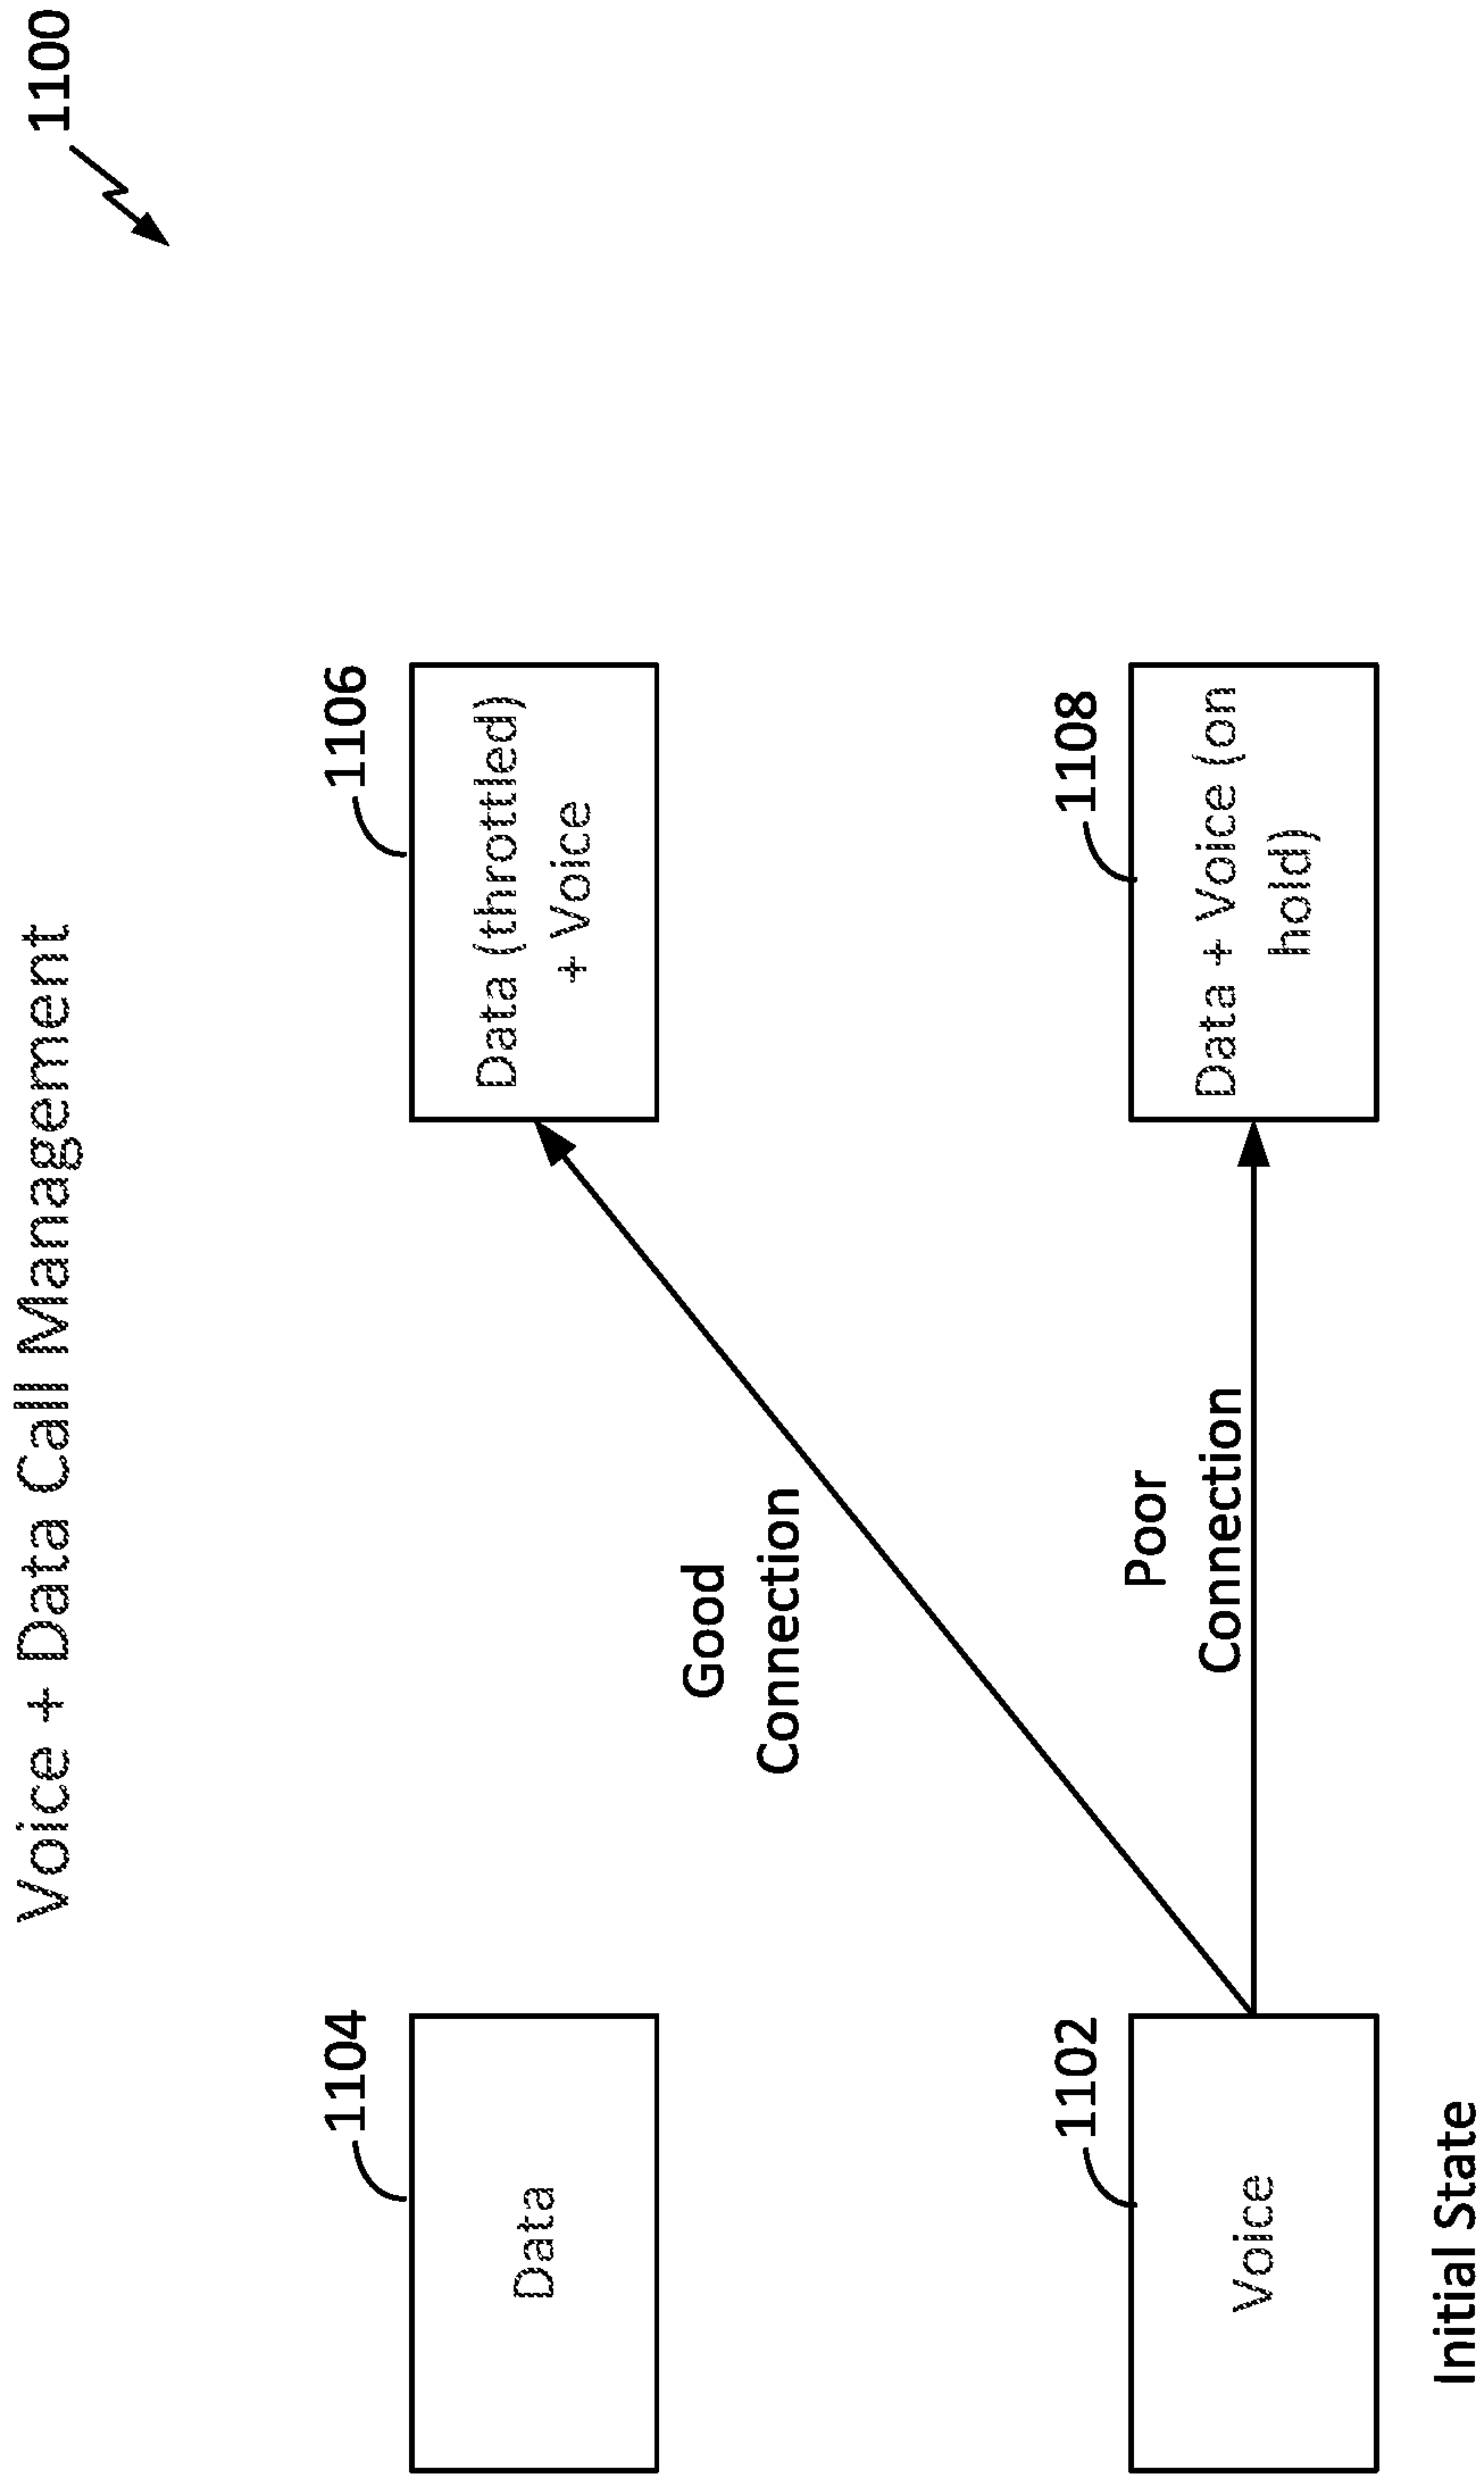 Voice + Data Call Management
1100
1104
Data
1106
Data (throttled)
+ Voice
Good
Connection
1102
Voice
Poor
Connection
1108
Data + Voice (on
hold)
Initial State